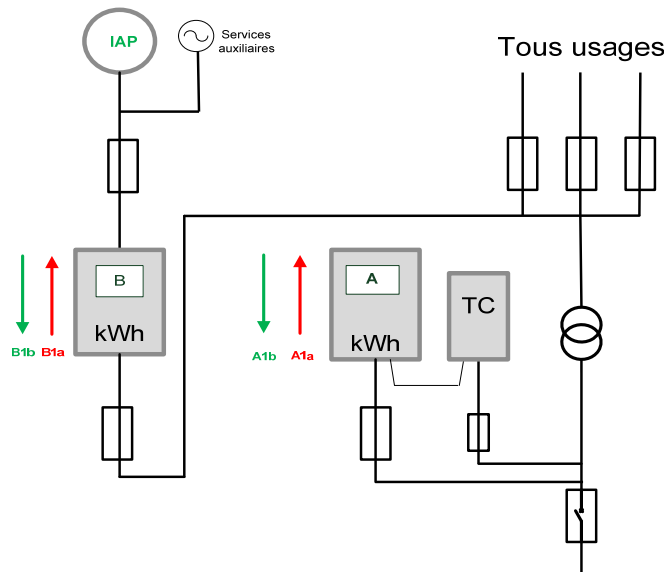 IAP
Services
auxiliaires
Tous usages
B
kWh
B1b B1a
A
kWh
A1b A1a
TC